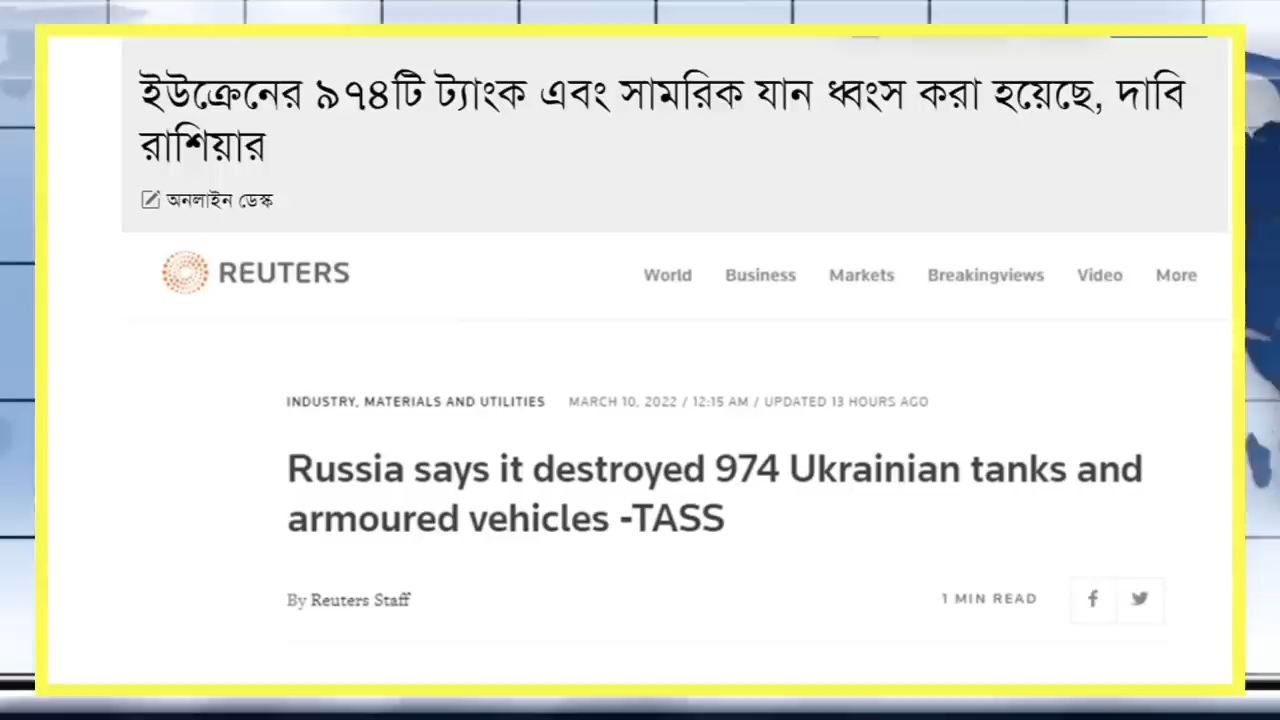 ইউক্রেনের ৯৭৪টি ট্যাংক এবং সামরিক যান ধ্বংস করা হয়েছে, দাবি
রাশিয়ার
অনলাইন ডেস্ক
REUTERS
World Business Markets Breakingviews Video More
INDUSTRY, MATERIALS AND UTILITIES MARCH 10, 2022 / 12:15 AM / UPDATED 13 HOURS AGO
Russia says it destroyed 974 Ukrainian tanks and
armoured vehicles -TASS
By Reuters Staff 1 MIN READ